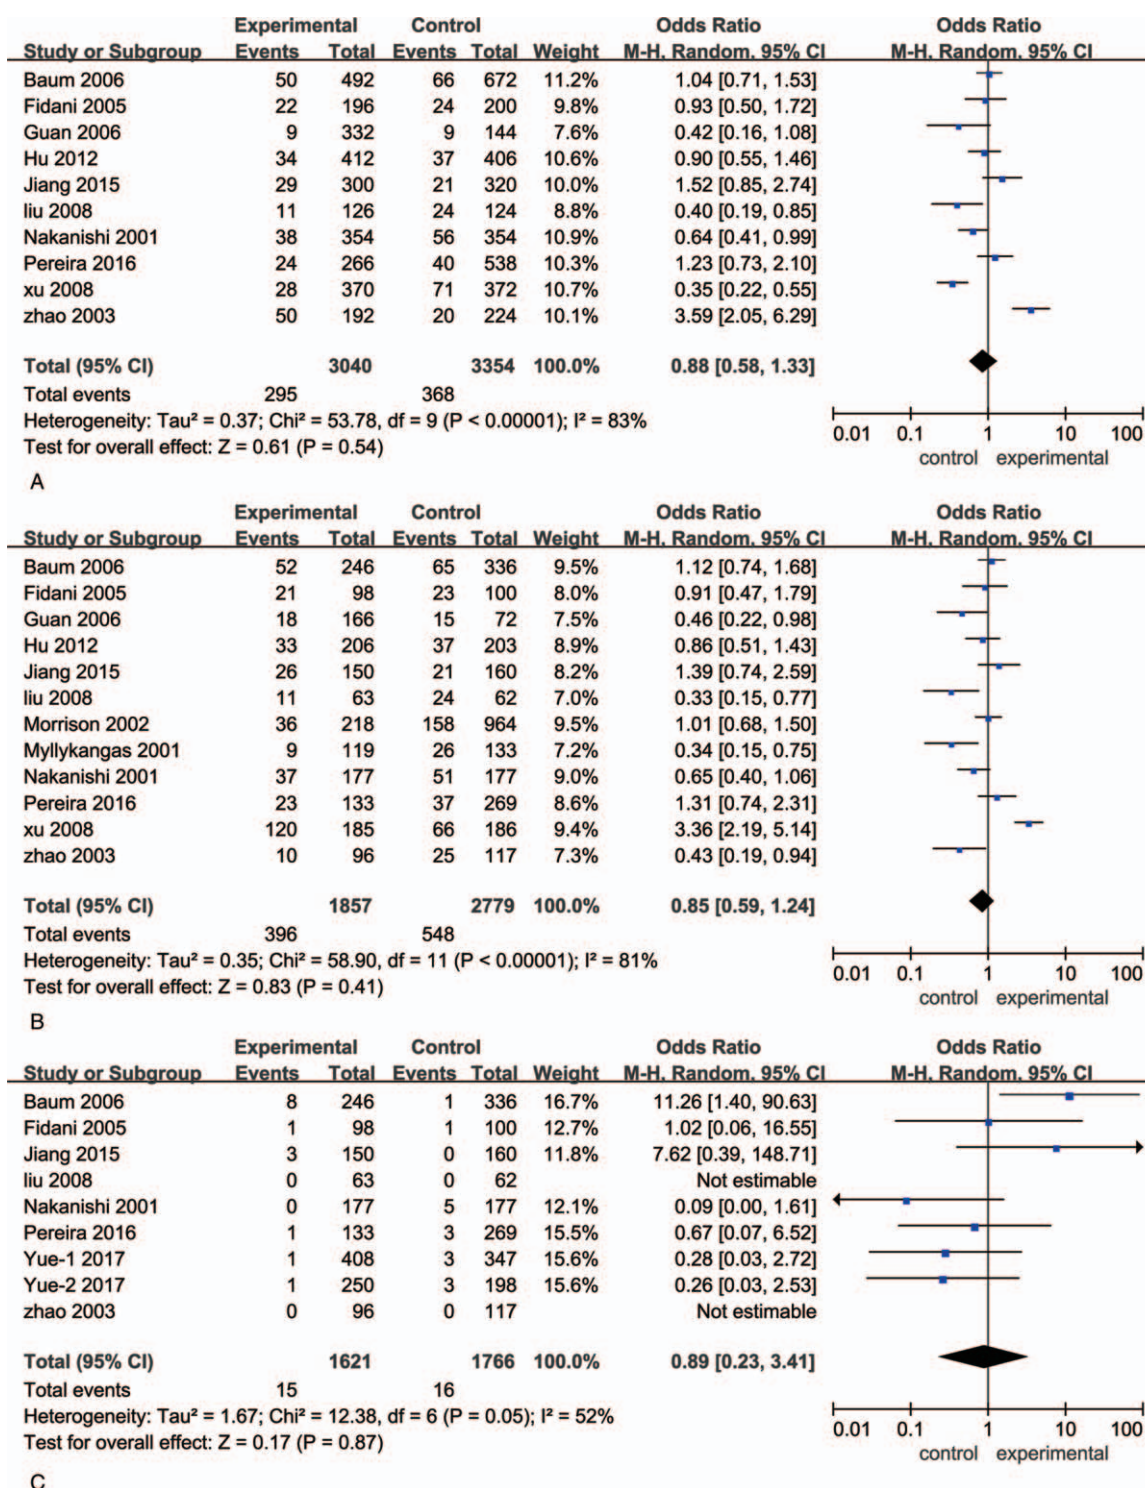 Experimental Control Odds Ratio Odds Ratio
Study or Subgroup Events Total Events Total Weight M-H. Random. 95% CI M-H. Random. 95% CI
Baum 2006 50 492 66 672 11.2% 1.04 [0.71, 1.53]
Fidani 2005 22 196 24 200 9.8% 0.93 [0.50, 1.72]
Guan 2006 9 332 9 144 7.6% 0.42 [0.16, 1.08]
Hu 2012 34 412 37 406 10.6% 0.90 [0.55, 1.46]
Jiang 2015 29 300 21 320 10.0% 1.52 [0.85, 2.74]
liu 2008 11 126 24 124 8.8% 0.40 [0.19, 0.85]
Nakanishi 2001 38 354 56 354 10.9% 0.64 [0.41, 0.99]
Pereira 2016 24 266 40 538 10.3% 1.23 [0.73, 2.10]
xu 2008 28 370 71 372 10.7% 0.35 [0.22, 0.55]
zhao 2003 50 192 20 224 10.1% 3.59 [2.05, 6.29]
Total (95% CI) 3040 3354 100.0% 0.88 [0.58, 1.33]
Total events 295 368
Heterogeneity: Tau² = 0.37; Chi² = 53.78, df = 9 (P < 0.00001); I² = 83%
Test for overall effect: Z = 0.61 (P = 0.54)
0.01 0.1 1 10 100
control experimental
A
Experimental Control Odds Ratio Odds Ratio
Study or Subgroup Events Total Events Total Weight M-H. Random. 95% CI M-H. Random. 95% CI
Baum 2006 52 246 65 336 9.5% 1.12 [0.74, 1.68]
Fidani 2005 21 98 23 100 8.0% 0.91 [0.47, 1.79]
Guan 2006 18 166 15 72 7.5% 0.46 [0.22, 0.98]
Hu 2012 33 206 37 203 8.9% 0.86 [0.51, 1.43]
Jiang 2015 26 150 21 160 8.2% 1.39 [0.74, 2.59]
liu 2008 11 63 24 62 7.0% 0.33 [0.15, 0.77]
Morrison 2002 36 218 158 964 9.5% 1.01 [0.68, 1.50]
Myllykangas 2001 9 119 26 133 7.2% 0.34 [0.15, 0.75]
Nakanishi 2001 37 177 51 177 9.0% 0.65 [0.40, 1.06]
Pereira 2016 23 133 37 269 8.6% 1.31 [0.74, 2.31]
xu 2008 120 185 66 186 9.4% 3.36 [2.19, 5.14]
zhao 2003 10 96 25 117 7.3% 0.43 [0.19, 0.94]
Total (95% CI) 1857 2779 100.0% 0.85 [0.59, 1.24]
Total events 396 548
Heterogeneity: Tau² = 0.35; Chi² = 58.90, df = 11 (P < 0.00001); I² = 81%
Test for overall effect: Z = 0.83 (P = 0.41)
0.01 0.1 1 10 100
control experimental
B
Experimental Control Odds Ratio Odds Ratio
Study or Subgroup Events Total Events Total Weight M-H. Random. 95% CI M-H. Random. 95% CI
Baum 2006 8 246 1 336 16.7% 11.26 [1.40, 90.63]
Fidani 2005 1 98 1 100 12.7% 1.02 [0.06, 16.55]
Jiang 2015 3 150 0 160 11.8% 7.62 [0.39, 148.71]
liu 2008 0 63 0 62 Not estimable
Nakanishi 2001 0 177 5 177 12.1% 0.09 [0.00, 1.61]
Pereira 2016 1 133 3 269 15.5% 0.67 [0.07, 6.52]
Yue-1 2017 1 408 3 347 15.6% 0.28 [0.03, 2.72]
Yue-2 2017 1 250 3 198 15.6% 0.26 [0.03, 2.53]
zhao 2003 0 96 0 117 Not estimable
Total (95% CI) 1621 1766 100.0% 0.89 [0.23, 3.41]
Total events 15 16
Heterogeneity: Tau² = 1.67; Chi² = 12.38, df = 6 (P = 0.05); I² = 52%
Test for overall effect: Z = 0.17 (P = 0.87)
0.01 0.1 1 10 100
control experimental
C